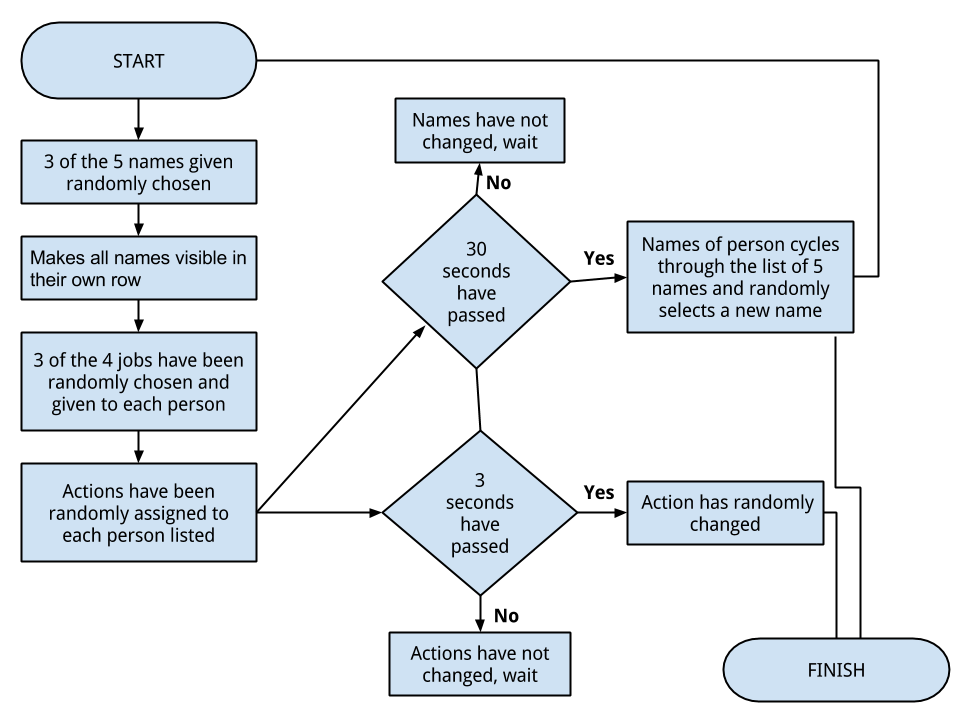 START
3 of the 5 names given
randomly chosen
Makes all names visible in
their own row
3 of the 4 jobs have been
randomly chosen and
given to each person
Actions have been
randomly assigned to
each person listed
Names have not
changed, wait
No
30
seconds
have
passed
Yes
Names of person cycles
through the list of 5
names and randomly
selects a new name
3
seconds
have
passed
Yes
Action has randomly
changed
No
Actions have not
changed, wait
FINISH